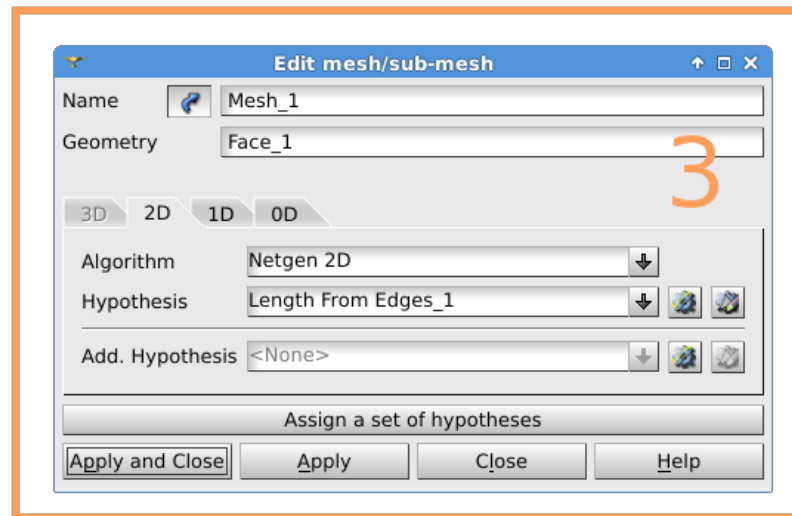 Edit mesh/sub-mesh
Name Mesh_1
Geometry Face_1
3
3D 2D 1D 0D
Algorithm Netgen 2D
Hypothesis Length From Edges_1
Add. Hypothesis <None>
Assign a set of hypotheses
Apply and Close Apply Close Help